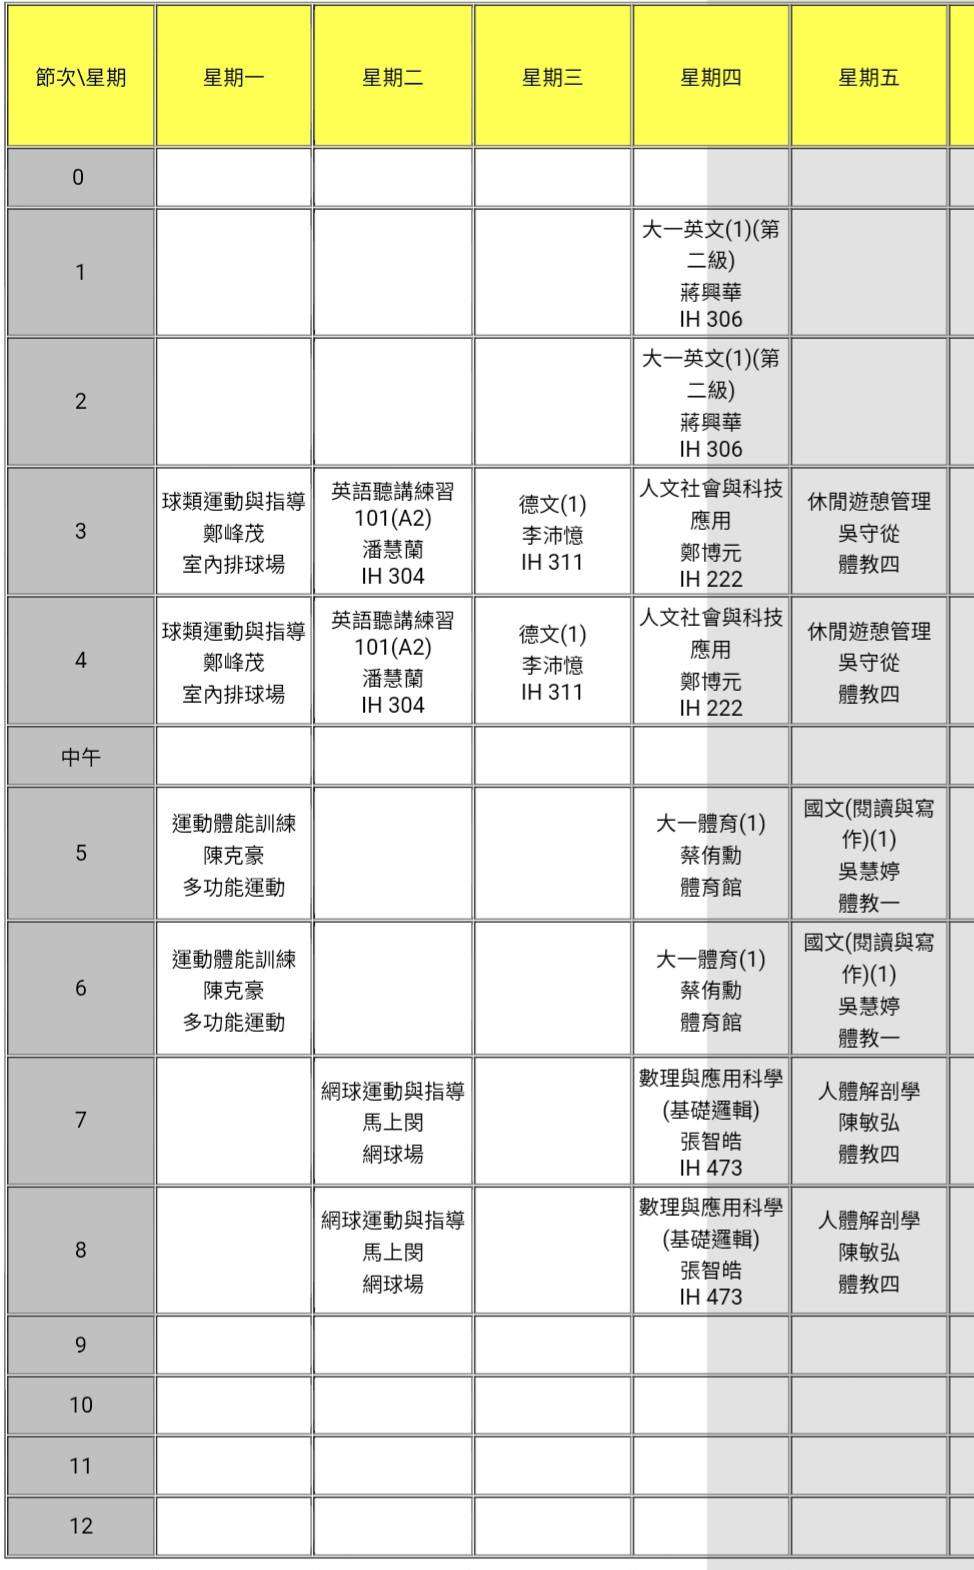 節次\星期 星期一 星期二 星期三 星期四 星期五
0
1
大一英文(1)(第
二級)
蔣興華
IH 306
2
大一英文(1)(第
二級)
蔣興華
IH 306
3
球類運動與指導
鄭峰茂
室內排球場
英語聽講練習
101(A2)
潘慧蘭
IH 304
德文(1)
李沛憶
IH 311
人文社會與科技
應用
鄭博元
IH 222
休閒遊憩管理
吳守從
體教四
4
球類運動與指導
鄭峰茂
室內排球場
英語聽講練習
101(A2)
潘慧蘭
IH 304
德文(1)
李沛憶
IH 311
人文社會與科技
應用
鄭博元
IH 222
休閒遊憩管理
吳守從
體教四
中午
5
運動體能訓練
陳克豪
多功能運動
大一體育(1)
蔡侑勳
體育館
國文(閱讀與寫
作)(1)
吳慧婷
體教一
6
運動體能訓練
陳克豪
多功能運動
大一體育(1)
蔡侑勳
體育館
國文(閱讀與寫
作)(1)
吳慧婷
體教一
7
網球運動與指導
馬上閔
網球場
數理與應用科學
(基礎邏輯)
張智皓
IH 473
人體解剖學
陳敏弘
體教四
8
網球運動與指導
馬上閔
網球場
數理與應用科學
(基礎邏輯)
張智皓
IH 473
人體解剖學
陳敏弘
體教四
9
10
11
12